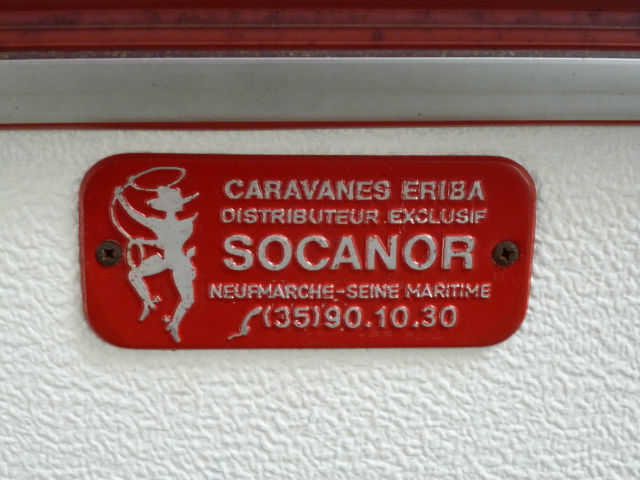 CARAVANES ERIBA
DISTRIBUTEUR EXCLUSIF
SOCANOR
NEUFMARCHE-SEINE MARITIME
(35)90.10.30